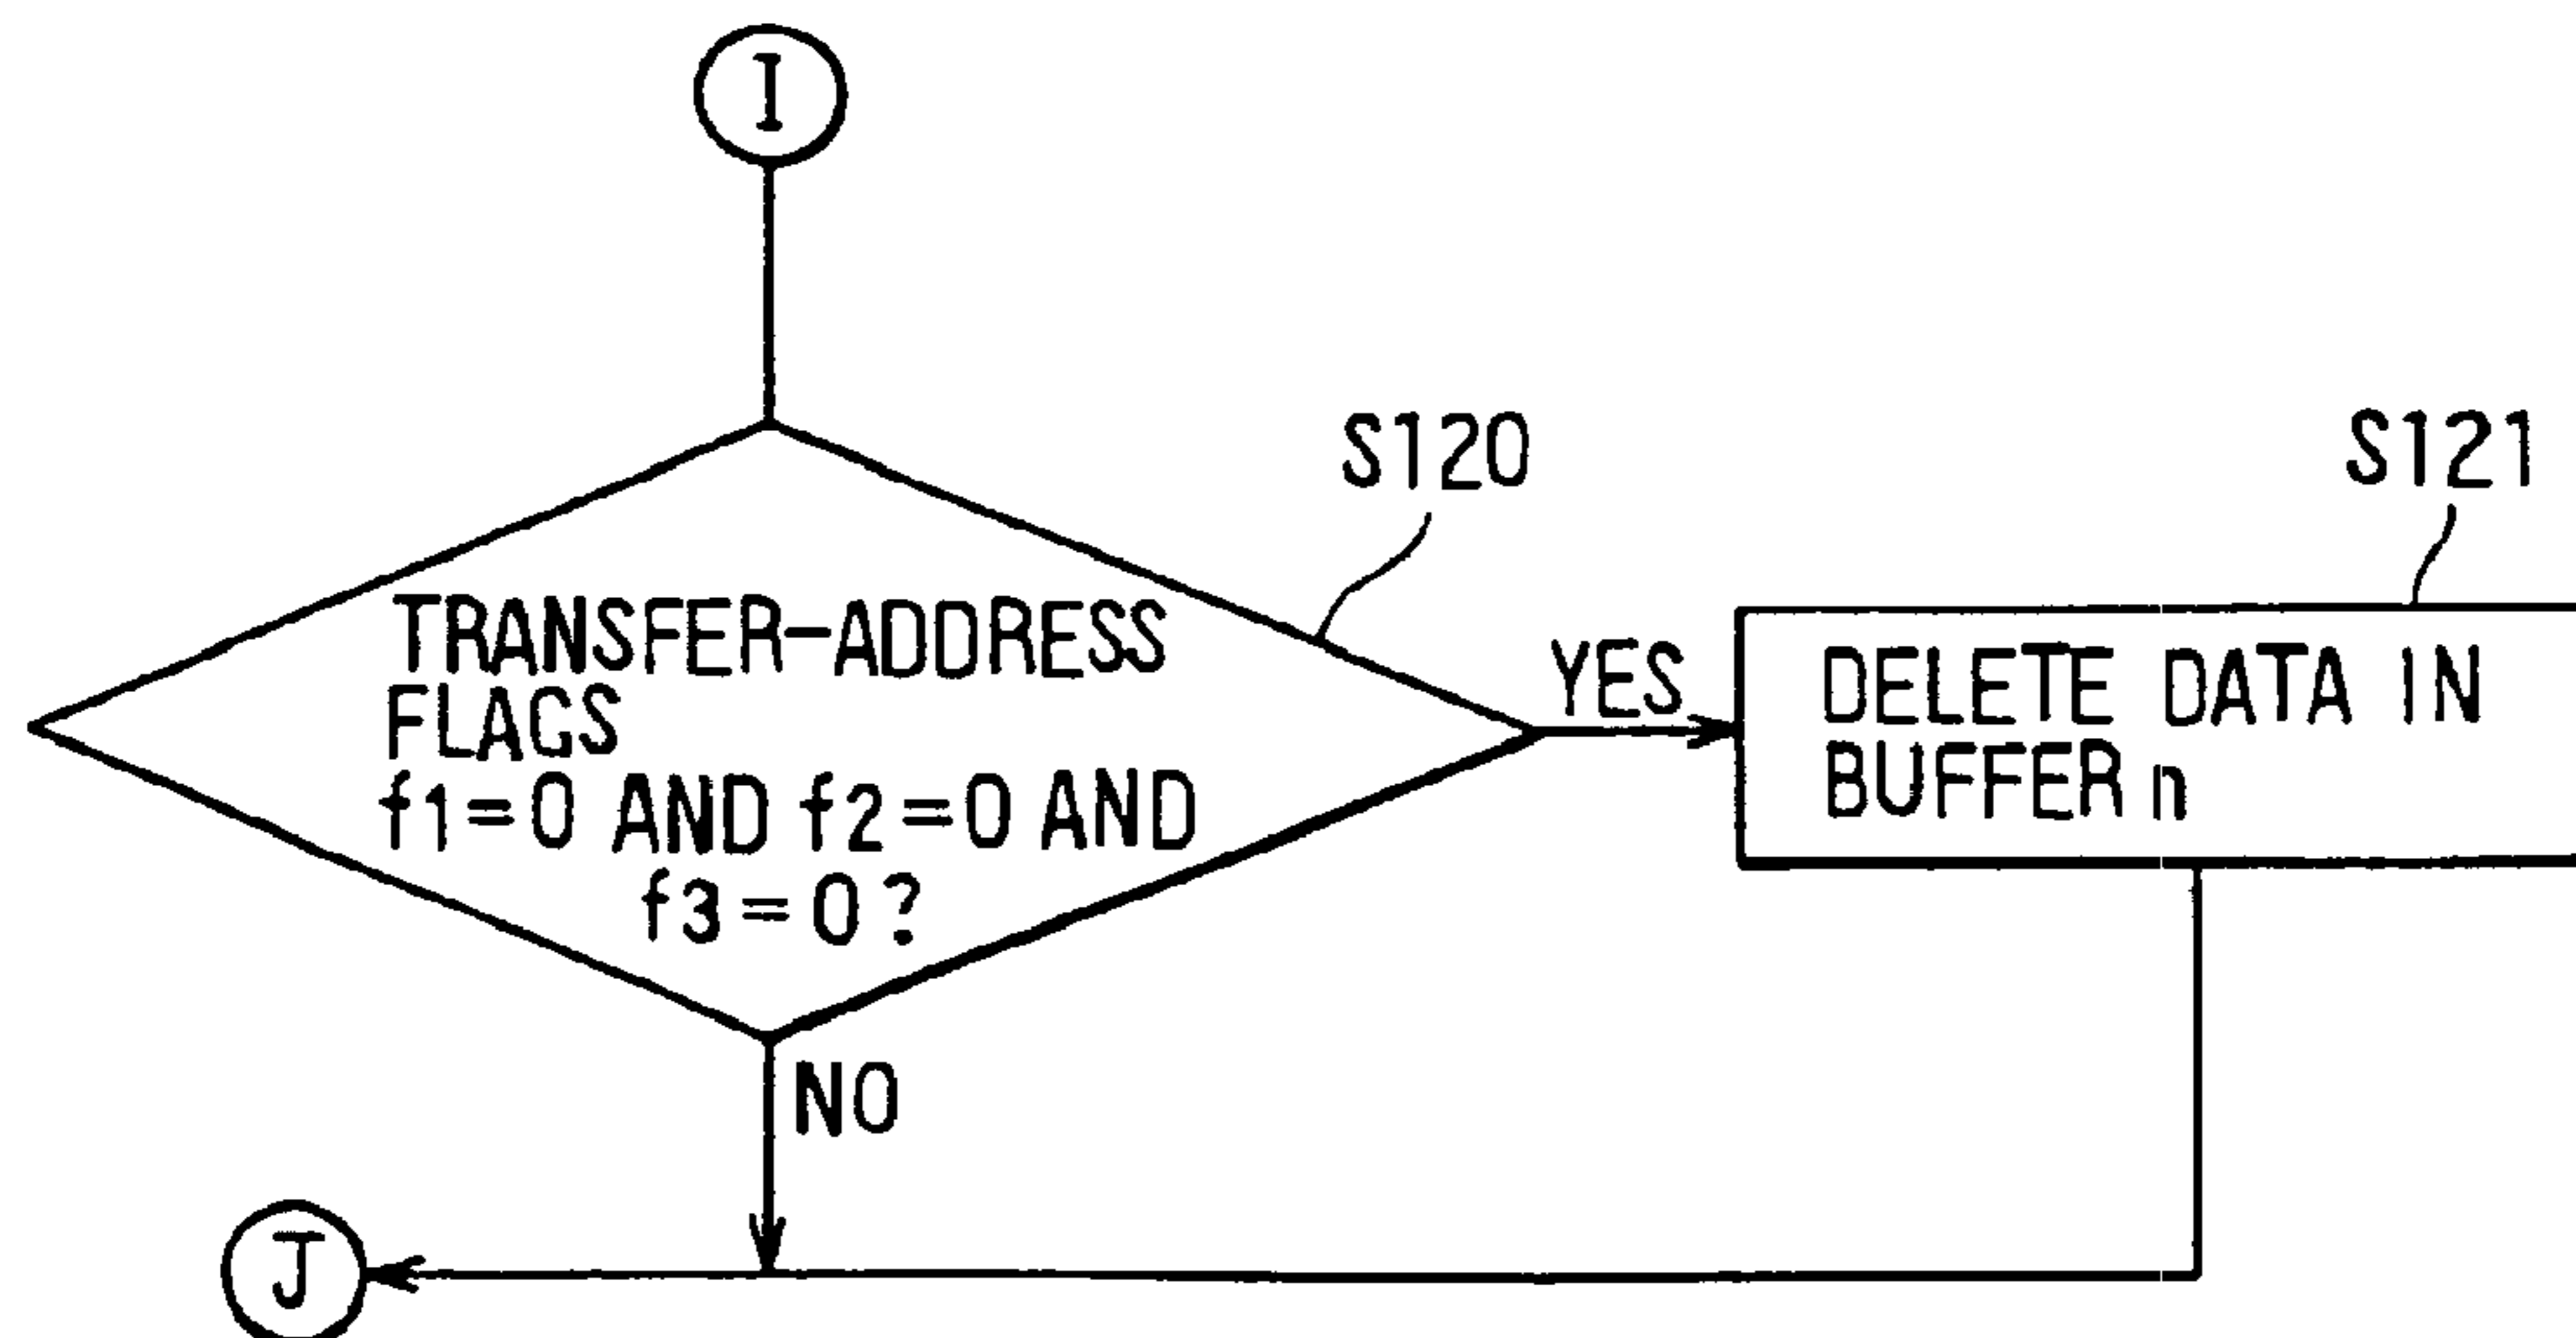 I
S120
S121
TRANSFER-ADDRESS
FLAGS
f1=0 AND f2=0 AND
f3=0?
YES
DELETE DATA IN
BUFFER n
NO
J